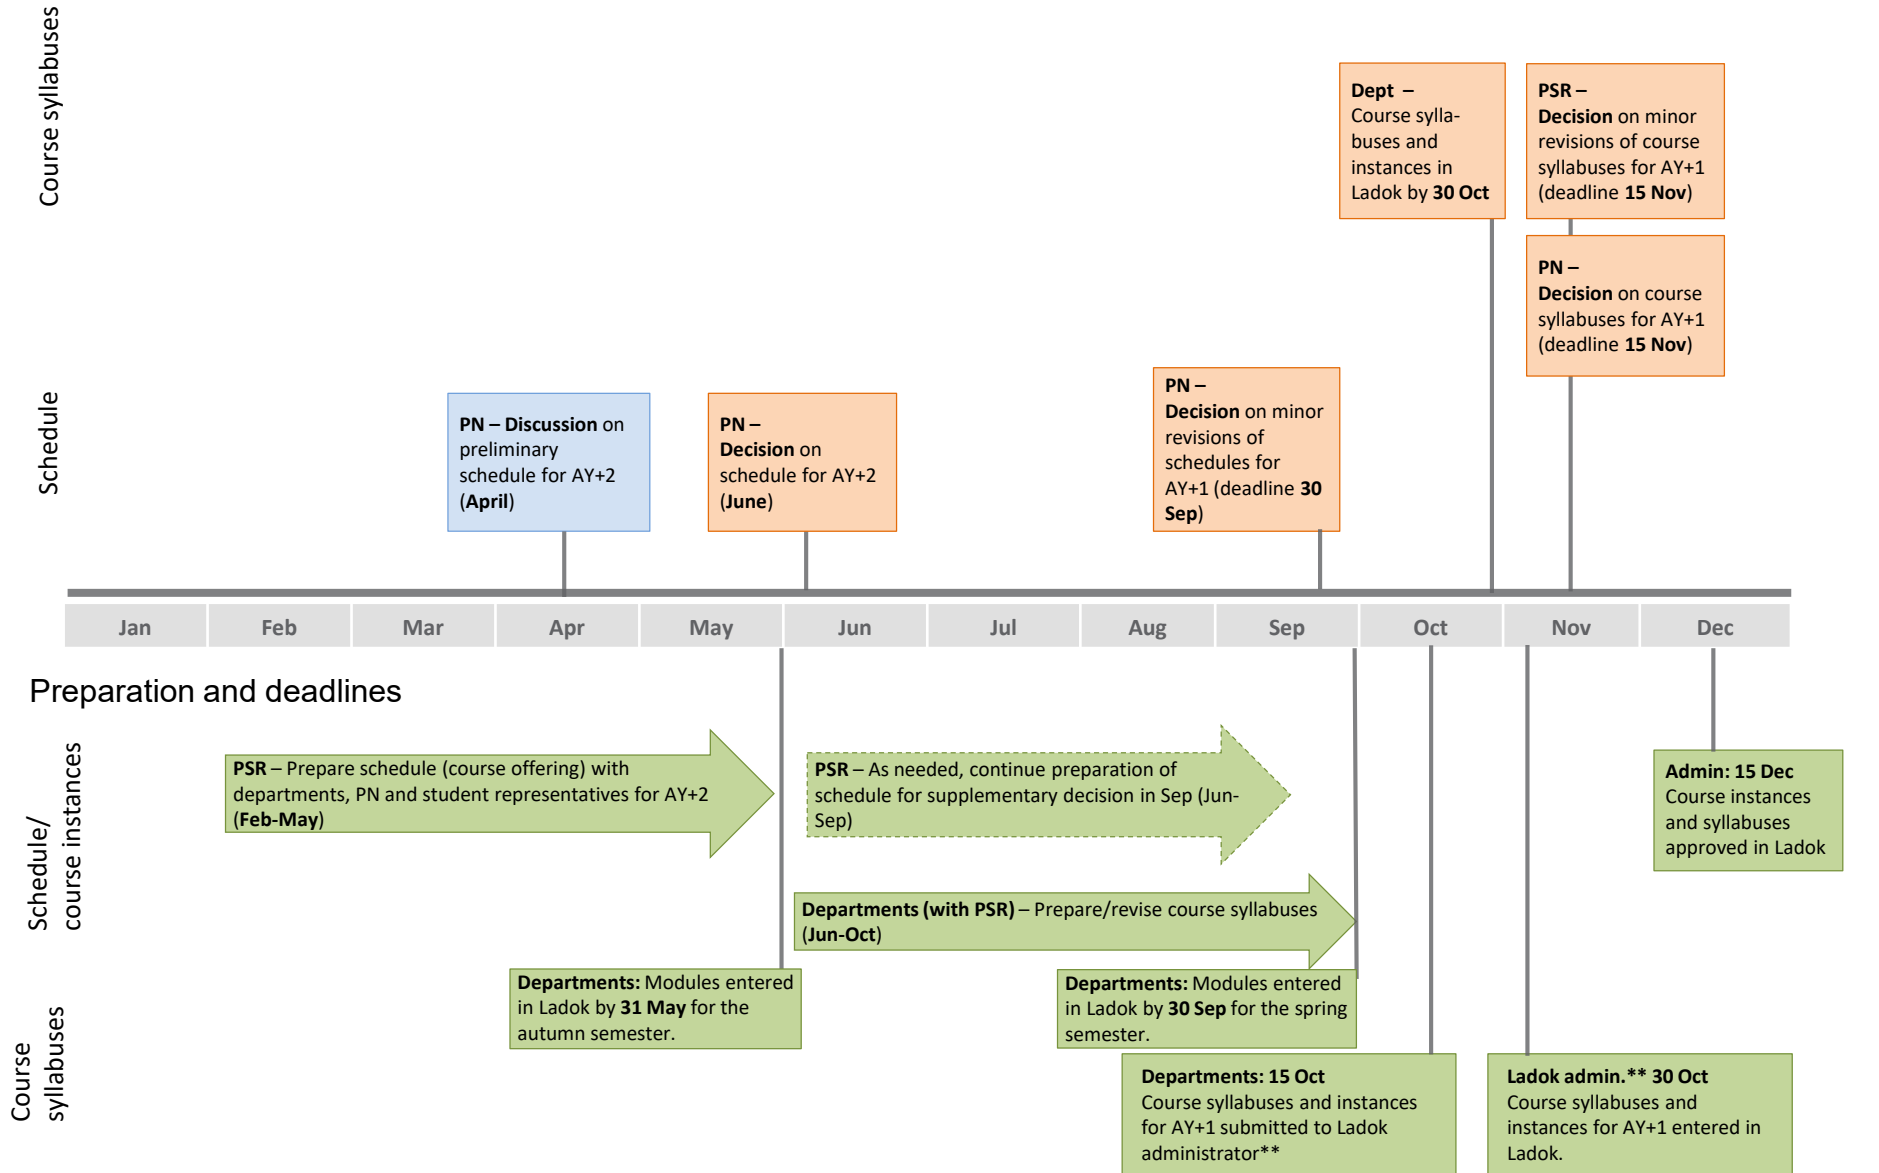 Course syllabuses
Dept –
Course sylla-
buses and
instances in
Ladok by 30 Oct
PSR –
Decision on minor
revisions of course
syllabuses for AY+1
(deadline 15 Nov)
PN –
Decision on course
syllabuses for AY+1
(deadline 15 Nov)
Schedule
PN – Discussion on
preliminary
schedule for AY+2
(April)
PN –
Decision on
schedule for AY+2
(June)
PN –
Decision on minor
revisions of
schedules for
AY+1 (deadline 30
Sep)
Jan Feb Mar Apr May Jun Jul Aug Sep Oct Nov Dec
Preparation and deadlines
Schedule/
course instances
PSR – Prepare schedule (course offering) with
departments, PN and student representatives for AY+2
(Feb-May)
PSR – As needed, continue preparation of
schedule for supplementary decision in Sep (Jun-
Sep)
Admin: 15 Dec
Course instances
and syllabuses
approved in Ladok
Departments (with PSR) – Prepare/revise course syllabuses
(Jun-Oct)
Course
syllabuses
Departments: Modules entered
in Ladok by 31 May for the
autumn semester.
Departments: Modules entered
in Ladok by 30 Sep for the spring
semester.
Departments: 15 Oct
Course syllabuses and instances
for AY+1 submitted to Ladok
administrator**
Ladok admin.** 30 Oct
Course syllabuses and
instances for AY+1 entered in
Ladok.